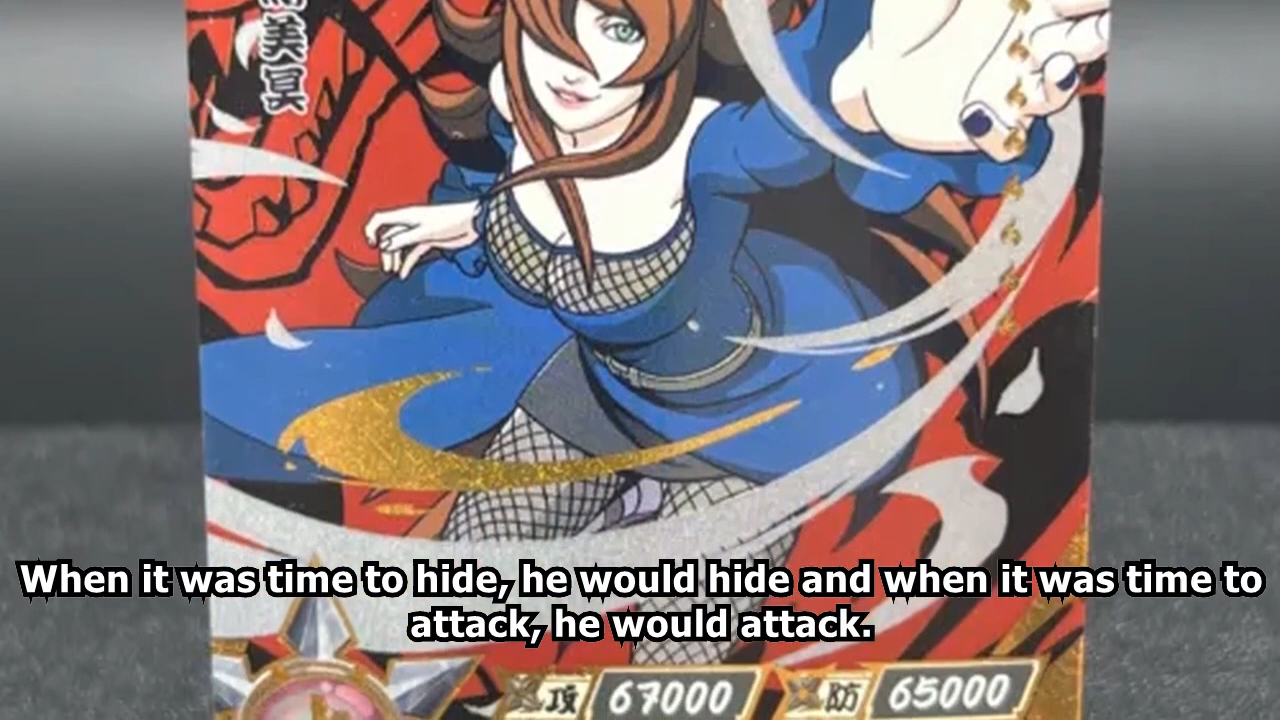 美冥
When it was time to hide, he would hide and when it was time to
attack, he would attack.
攻 67000 防 65000